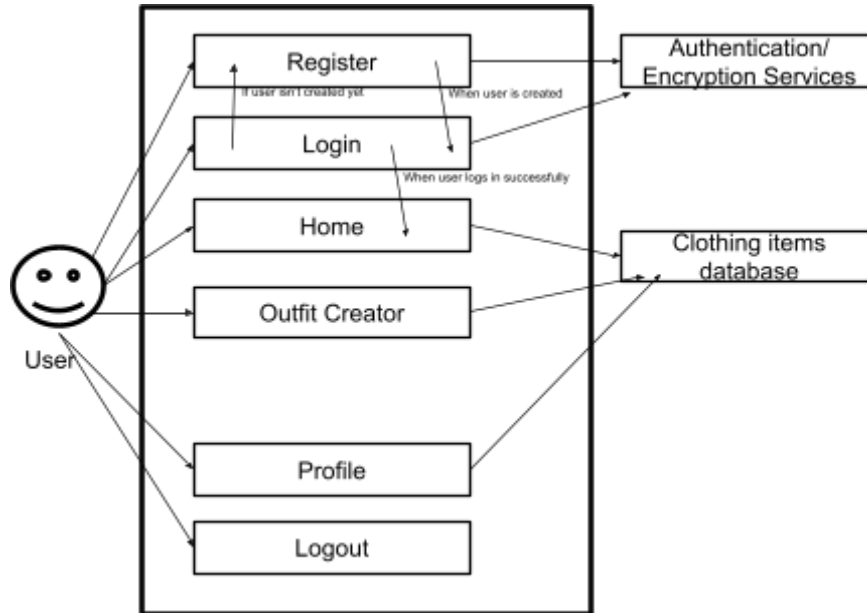 Register
If user isn't created yet
When user is created
Login
When user logs in successfully
Home
Outfit Creator
Profile
Logout
User
Authentication/
Encryption Services
Clothing items
database